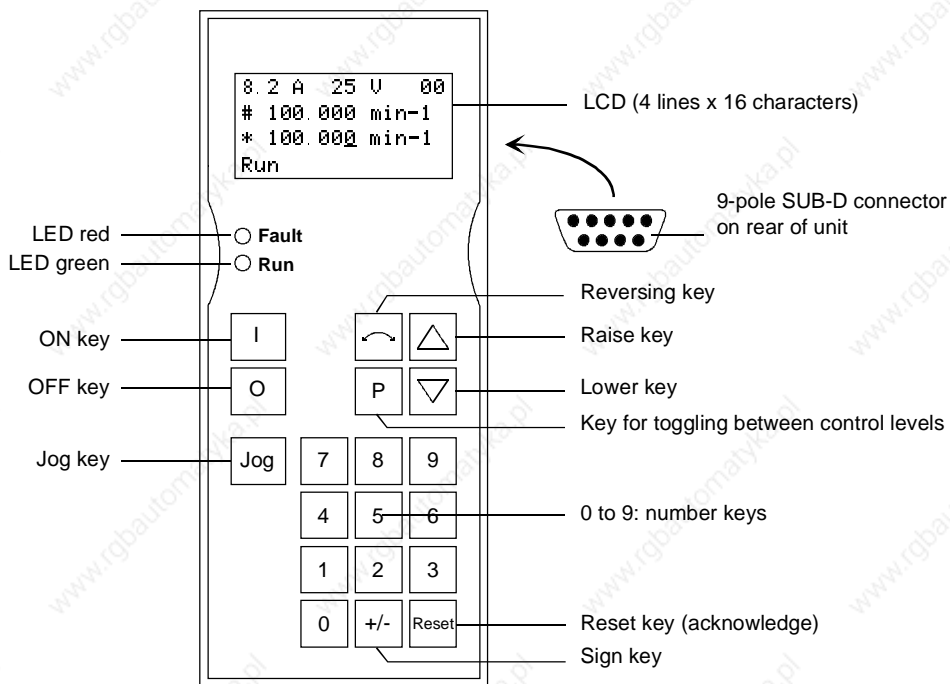 8.2 A 25 V 00
# 100.000 min-1
* 100.000 min-1
Run
LCD (4 lines x 16 characters)
9-pole SUB-D connector
on rear of unit
LED red
Fault
LED green
Run
Reversing key
ON key
I
Raise key
OFF key
O
P
Lower key
Key for toggling between control levels
Jog key
Jog
7
8
9
4
5
6
0 to 9: number keys
1
2
3
0
+/-
Reset
Reset key (acknowledge)
Sign key
www.rgbautomatyka.pl